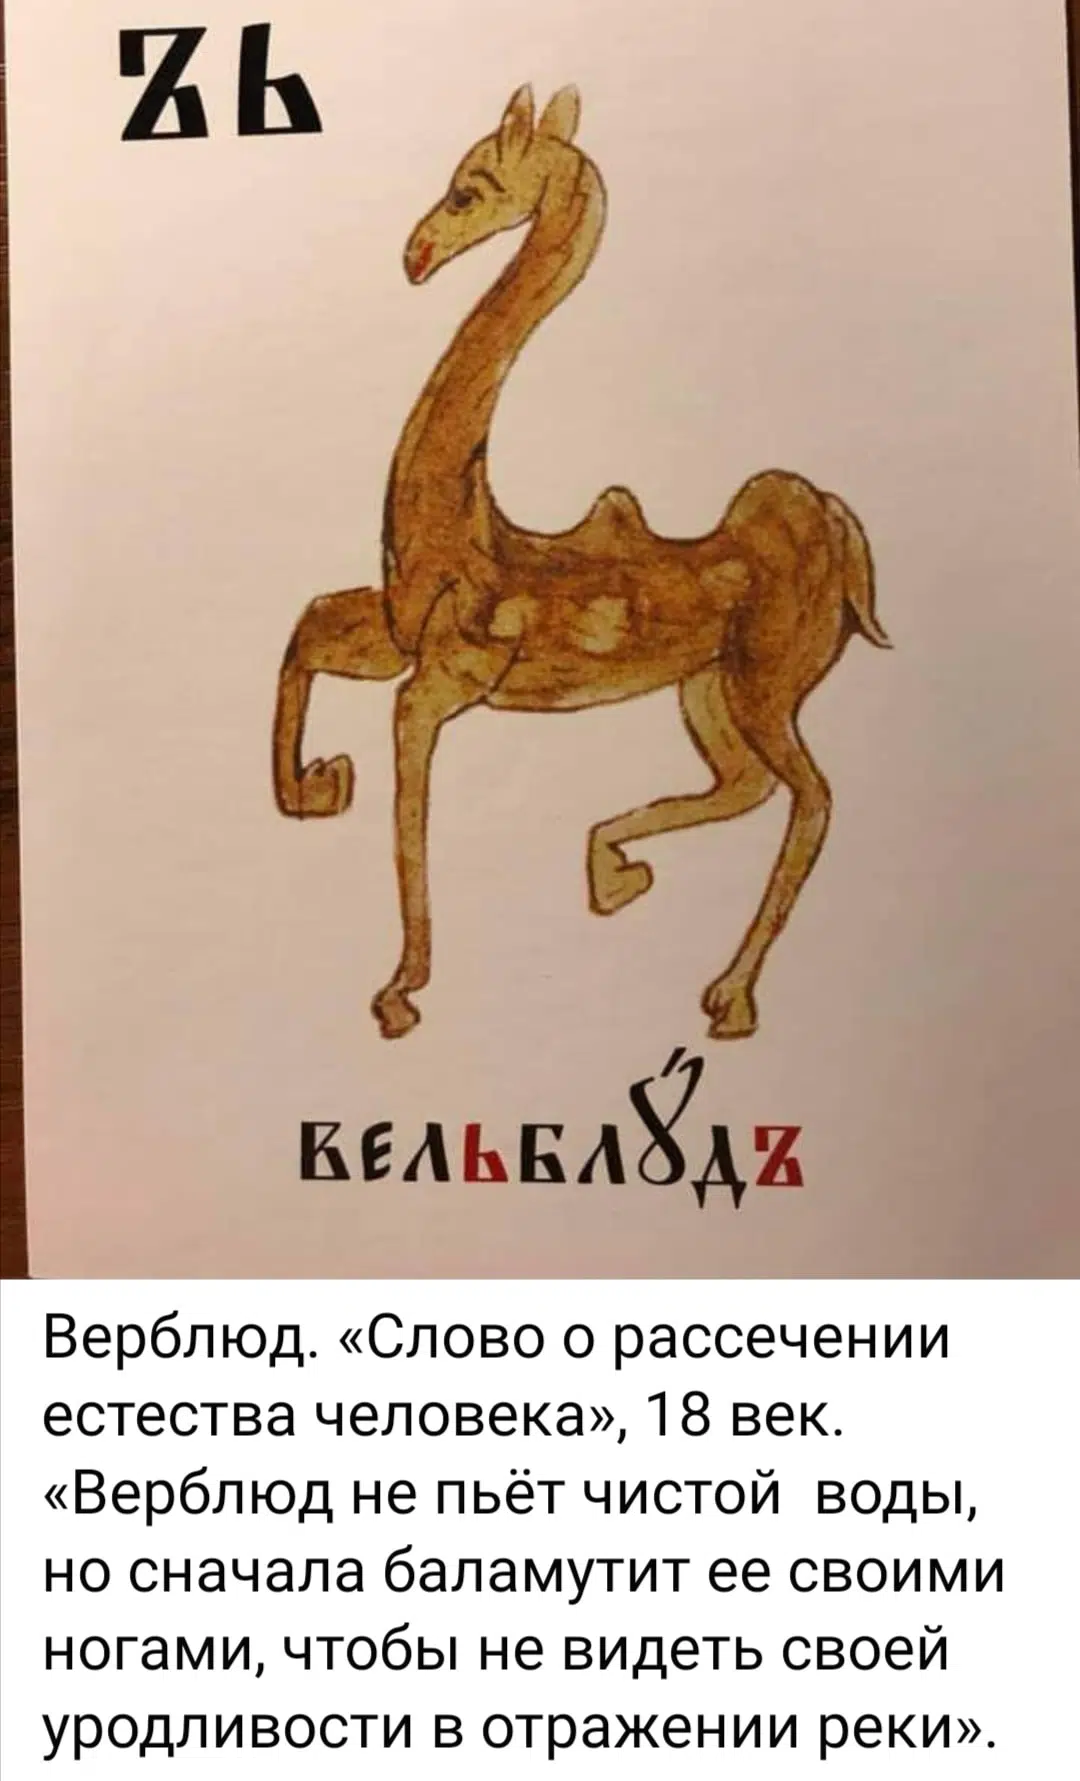 ЪЬ
ВЕЛЬБЛꙊДЪ
Верблюд. «Слово о рассечении
естества человека», 18 век.
«Верблюд не пьёт чистой  воды,
но сначала баламутит ее своими
ногами, чтобы не видеть своей
уродливости в отражении реки».